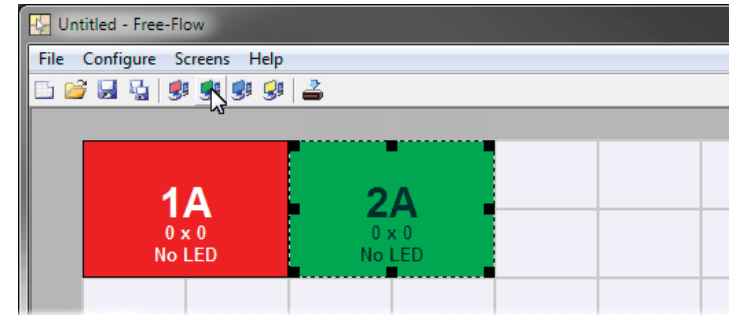 Untitled - Free-Flow
File Configure Screens Help
1A
0 x 0
No LED
2A
0 x 0
No LED